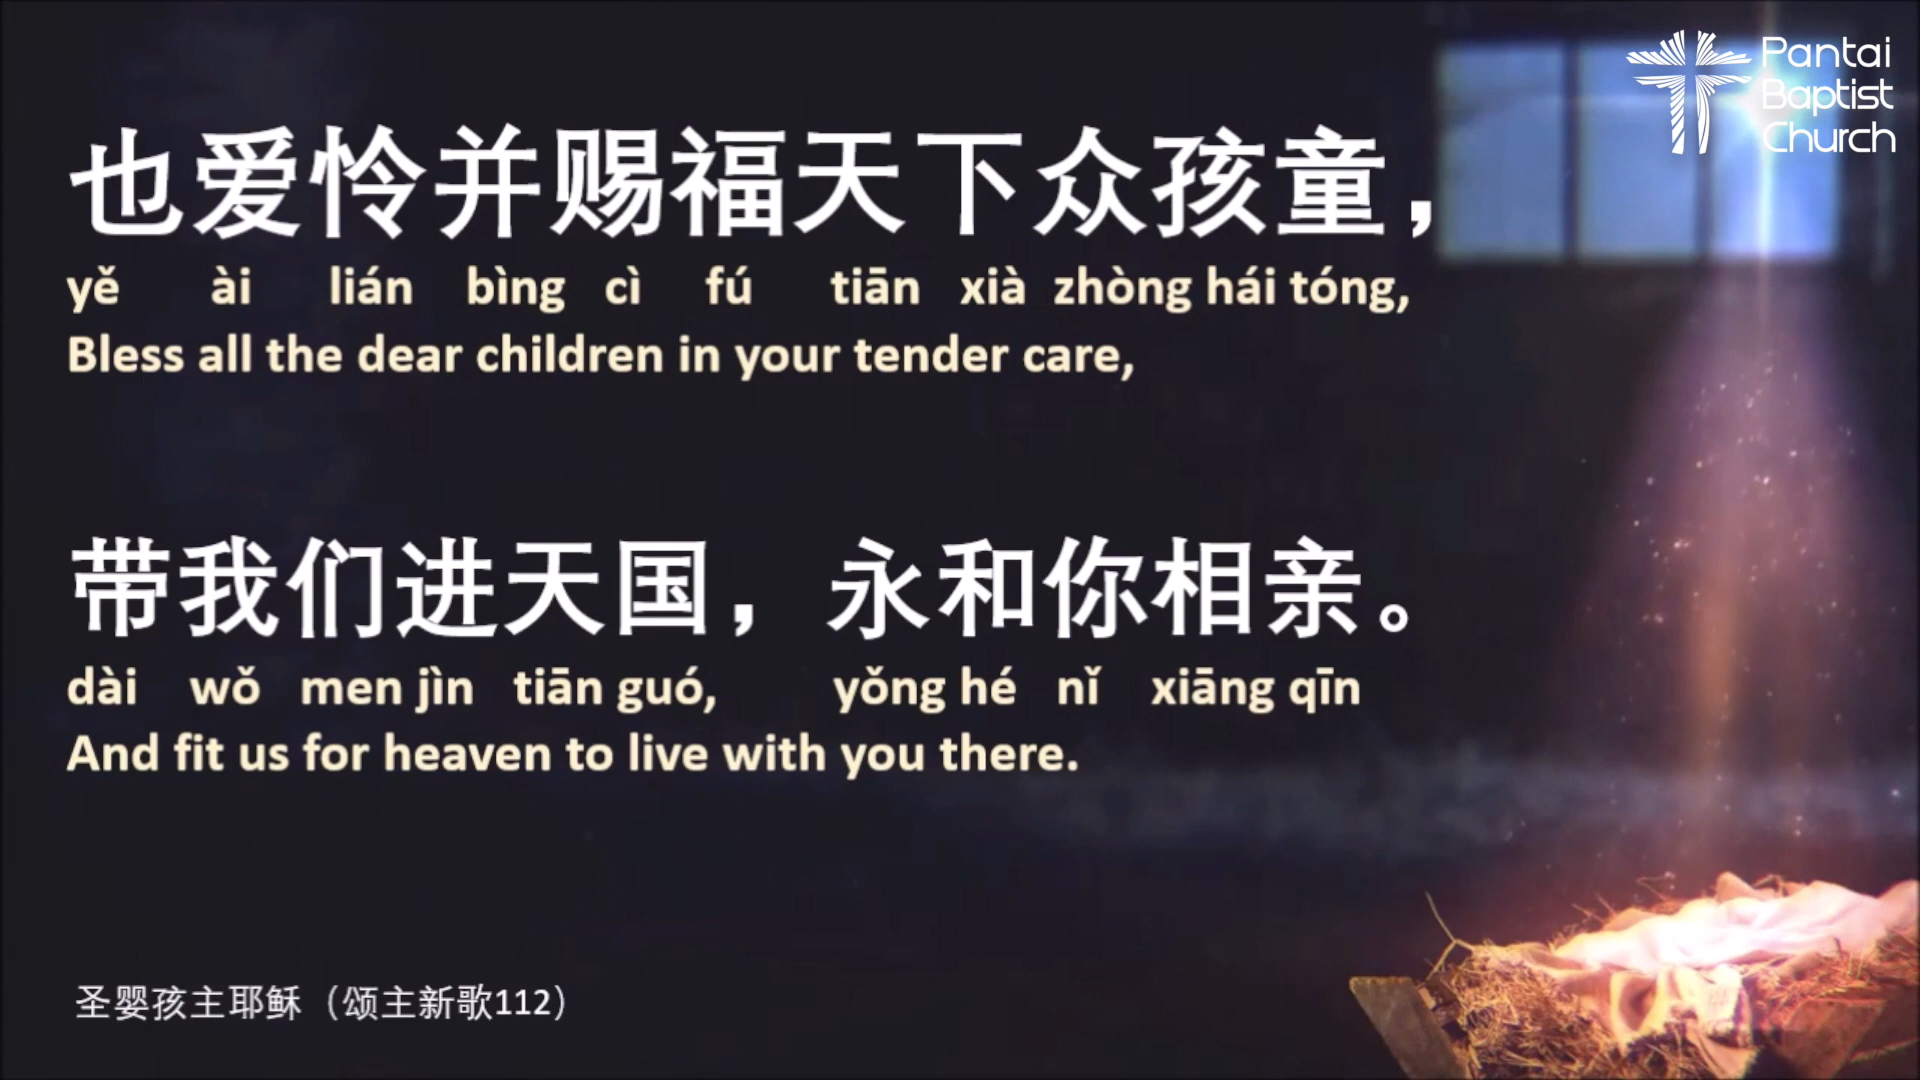 Pantai
Baptist
Church
也爱怜并赐福天下众孩童，
yě ài lián bìng cì fú tiān xià zhòng hái tóng,
Bless all the dear children in your tender care,
带我们进天国，永和你相亲。
dài wǒ men jìn tiān guó, yǒng hé nǐ xiāng qīn
And fit us for heaven to live with you there.
圣婴孩主耶稣（颂主新歌112）